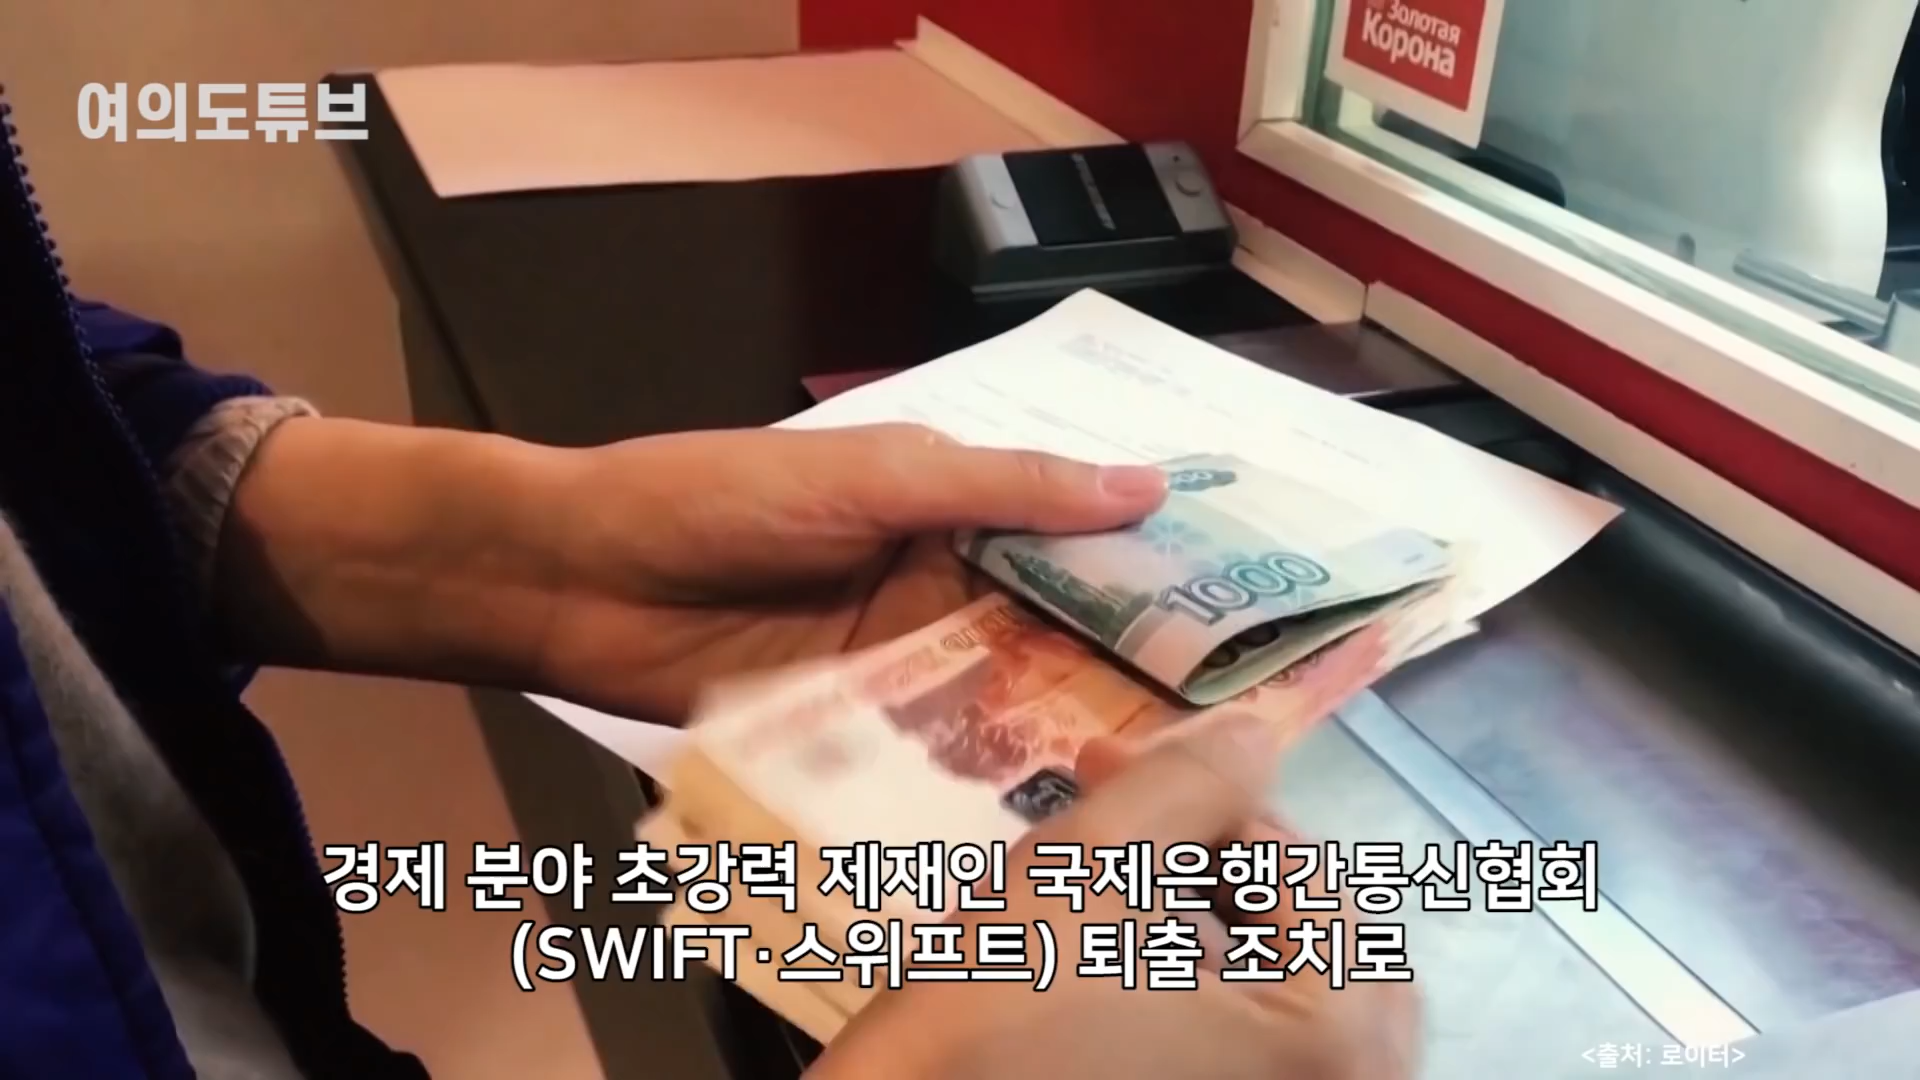 Золотая
Корона
여의도튜브
1000
경제 분야 초강력 제재인 국제은행간통신협회
(SWIFT·스위프트) 퇴출 조치로
<출처: 로이터>